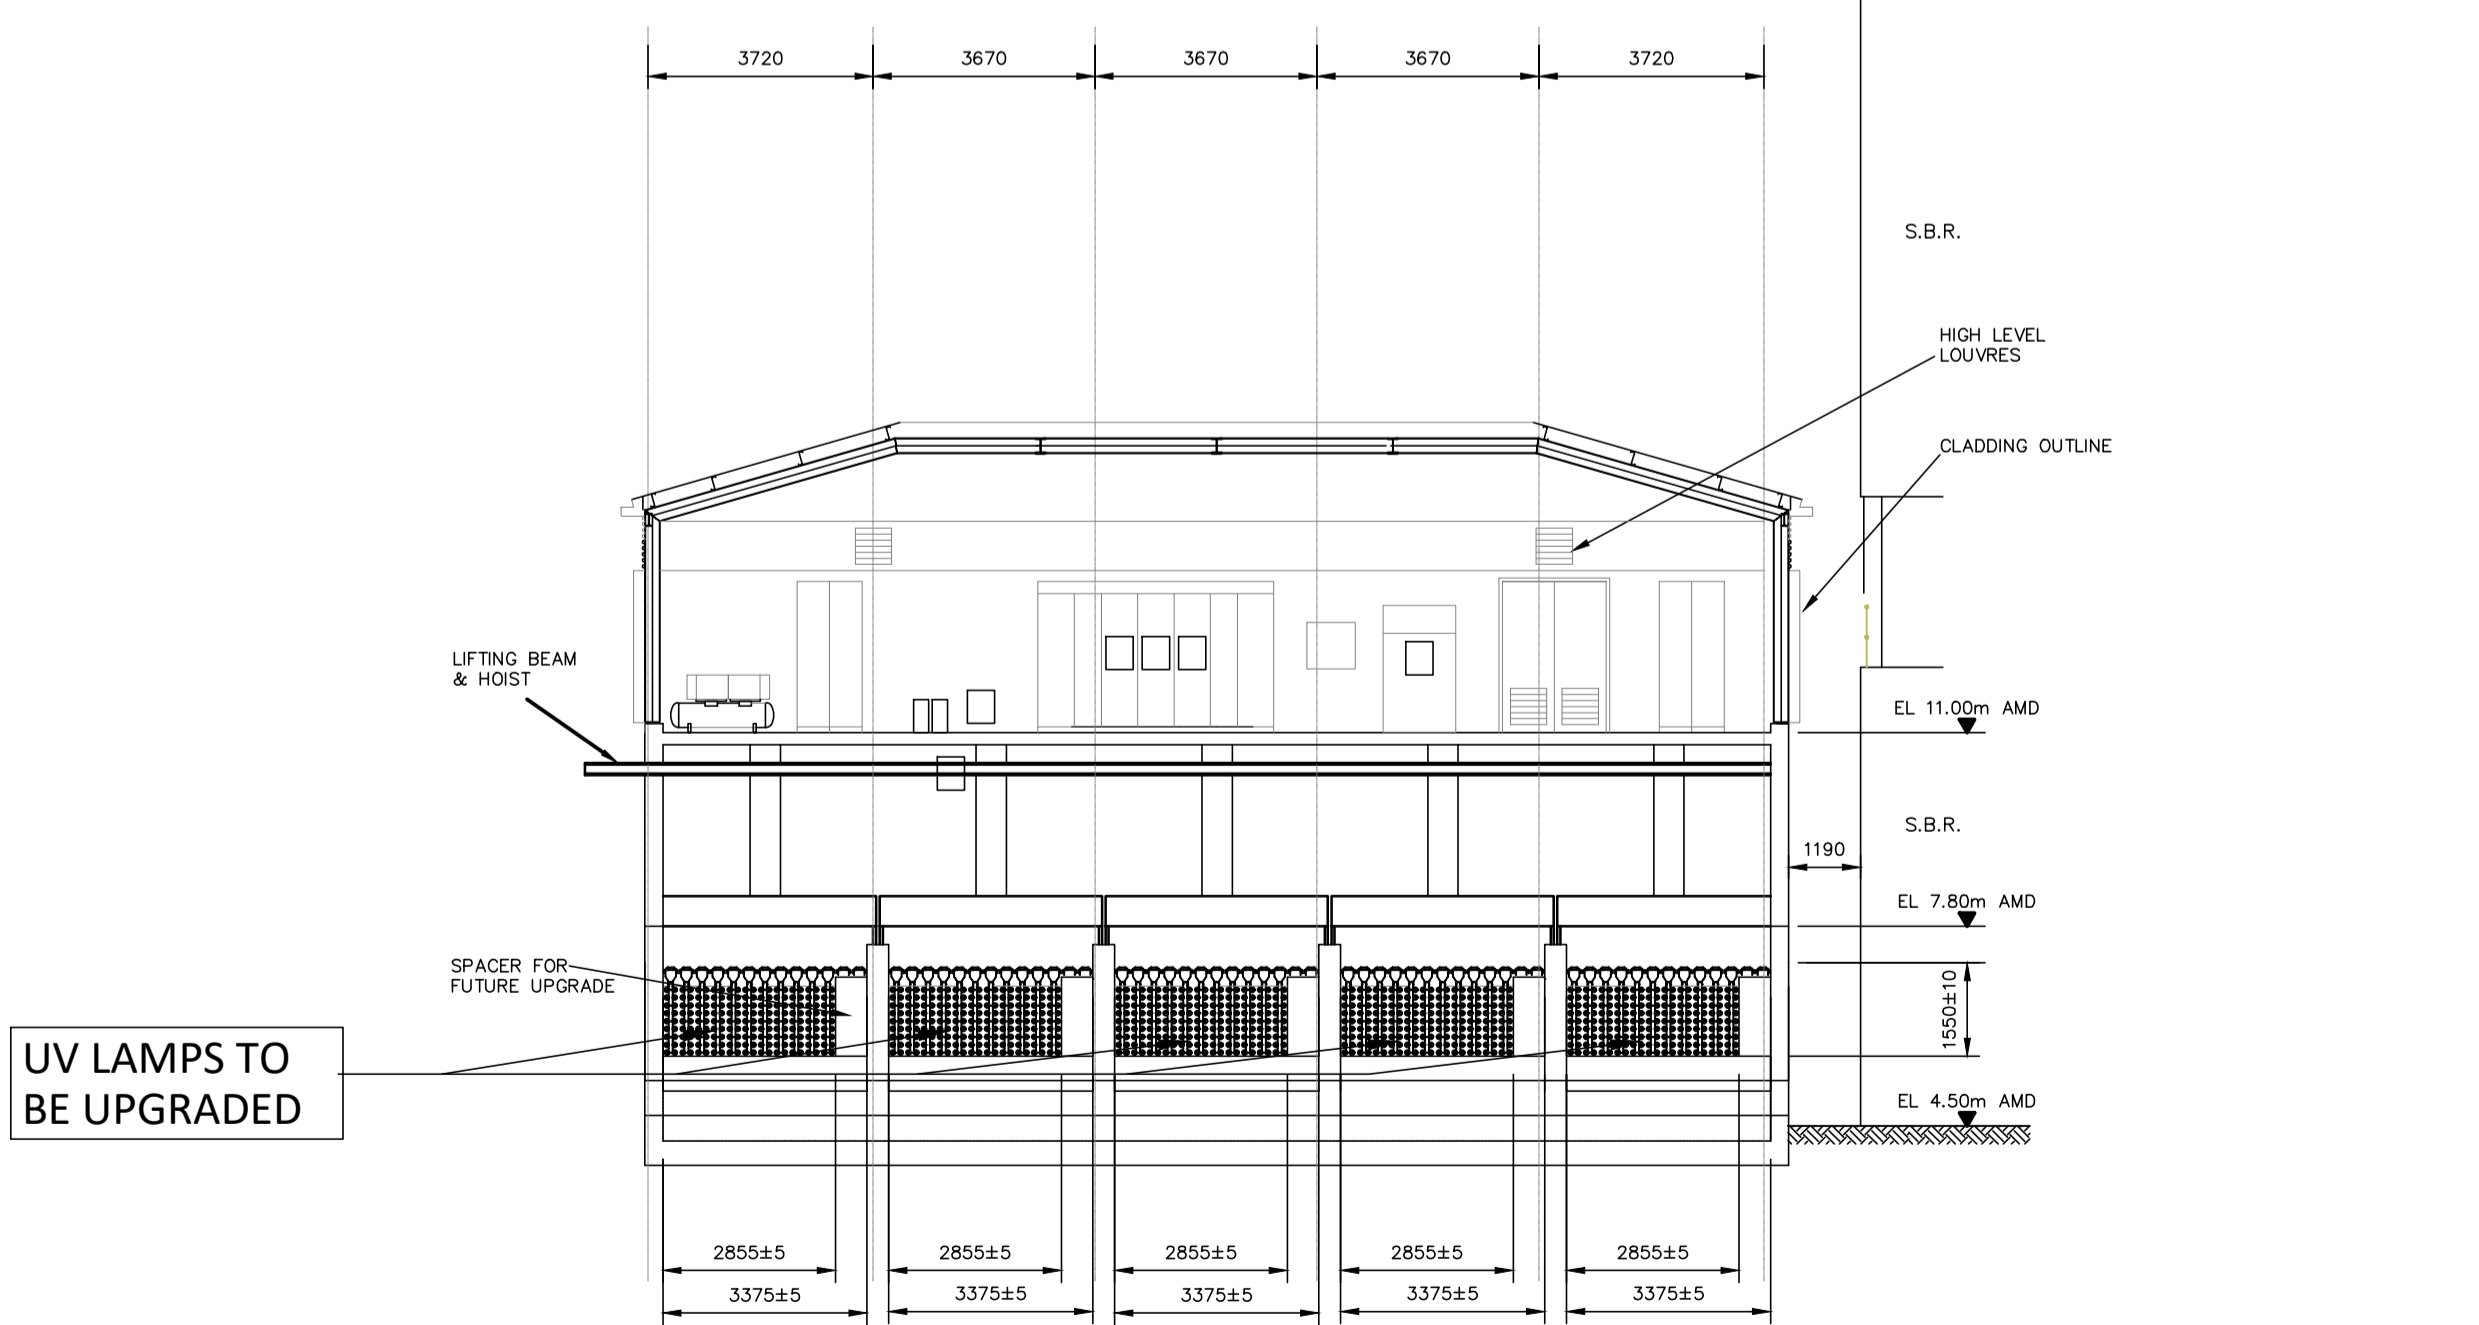 3720 3670 3670 3670 3720
S.B.R.
HIGH LEVEL
LOUVRES
CLADDING OUTLINE
LIFTING BEAM
& HOIST
EL 11.00m AMD
S.B.R.
1190
EL 7.80m AMD
SPACER FOR
FUTURE UPGRADE
1550±10
UV LAMPS TO
BE UPGRADED
EL 4.50m AMD
2855±5 2855±5 2855±5 2855±5 2855±5
3375±5 3375±5 3375±5 3375±5 3375±5